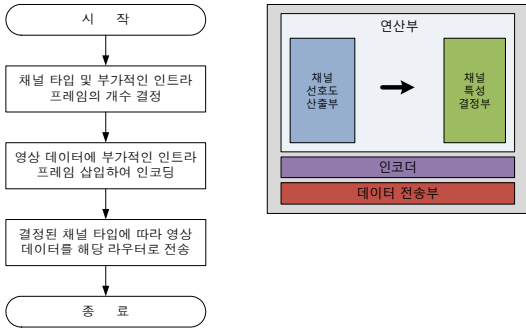 시 작
채널 타입 및 부가적인 인트라
프레임의 개수 결정
영상 데이터에 부가적인 인트라
프레임 삽입하여 인코딩
결정된 채널 타입에 따라 영상
데이터를 해당 라우터로 전송
종 료
연산부
채널
선호도
산출부
채널
특성
결정부
인코더
데이터 전송부